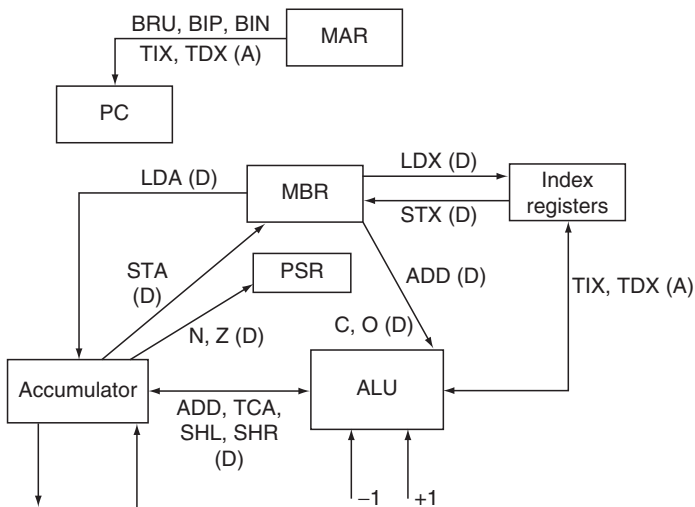 BRU, BIP, BIN
MAR
TIX, TDX (A)
PC
LDX (D)
LDA (D)
MBR
Index
registers
STX (D)
STA
(D)
PSR
ADD (D)
TIX, TDX (A)
N, Z (D)
C, O (D)
Accumulator
ALU
ADD, TCA,
SHL, SHR
(D)
–1
+1